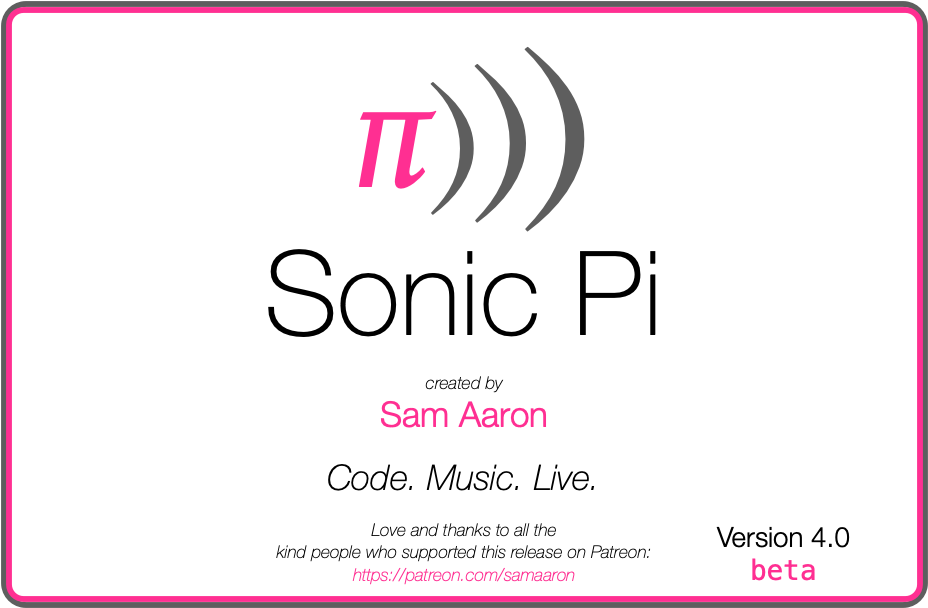 π
Sonic Pi
created by
Sam Aaron
Code. Music. Live.
Love and thanks to all the
kind people who supported this release on Patreon:
https://patreon.com/samaaron
Version 4.0
beta